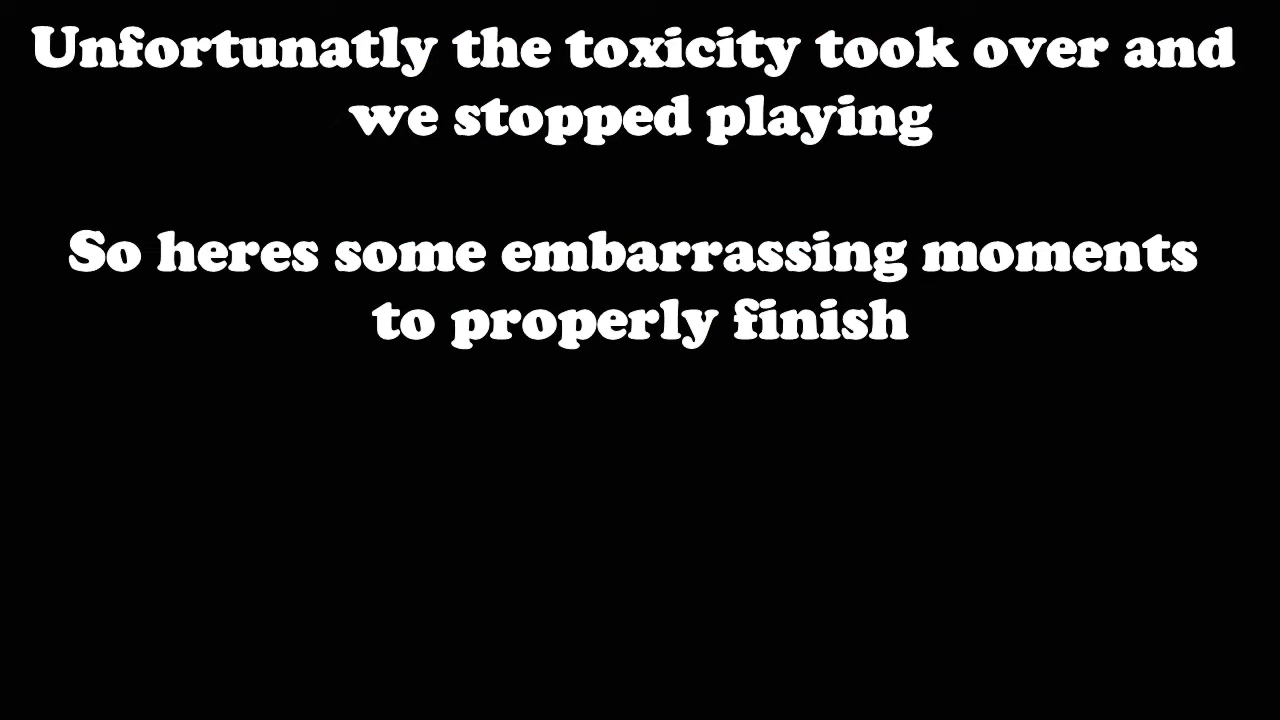 Unfortunatly the toxicity took over and
we stopped playing
So heres some embarrassing moments
to properly finish